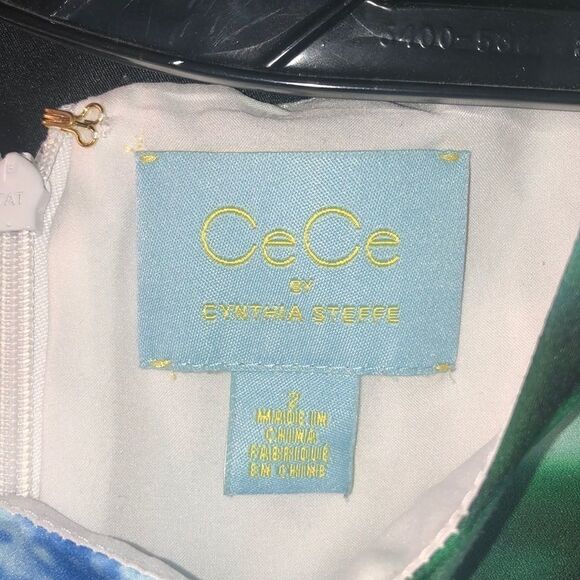 CeCe
BY
CYNTHIA STEFFE
2
MADE IN
CHINA
FABRIQUÉ
EN CHINE